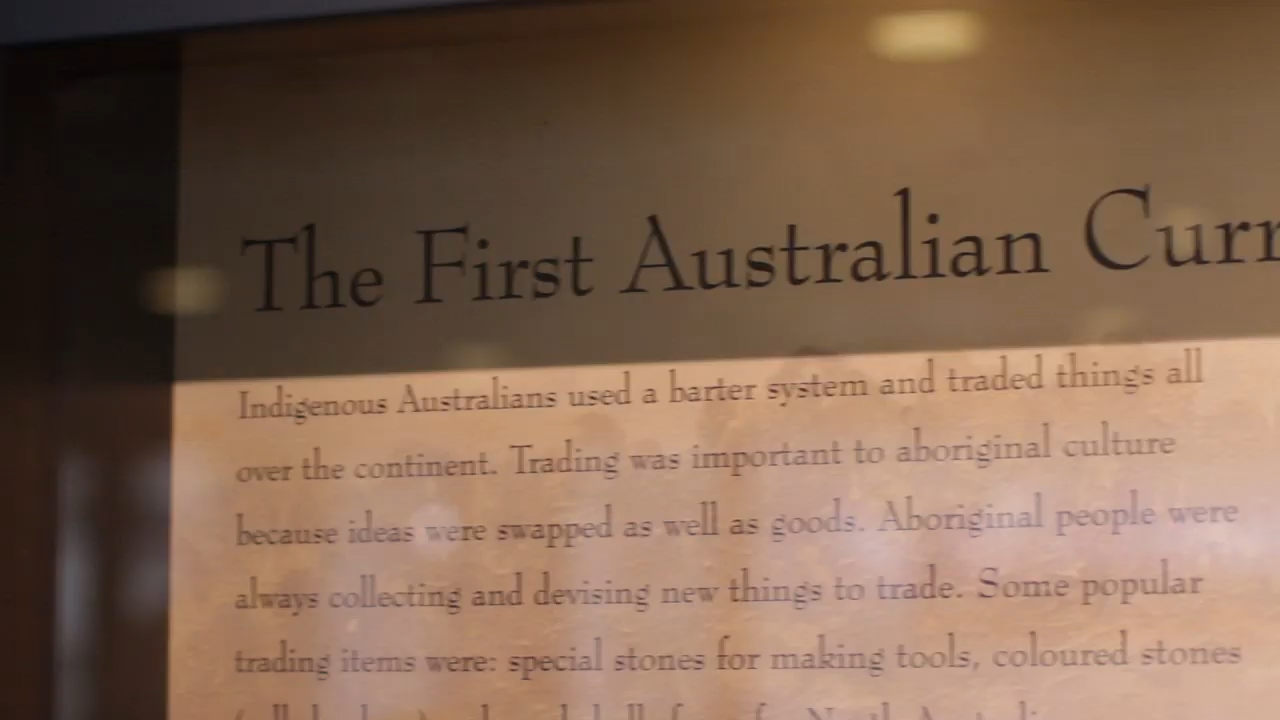 The First Australian Curr
Indigenous Australians used a barter system and traded things all
over the continent. Trading was important to aboriginal culture
because ideas were swapped as well as goods. Aboriginal people were
always collecting and devising new things to trade. Some popular
trading items were: special stones for making tools, coloured stones